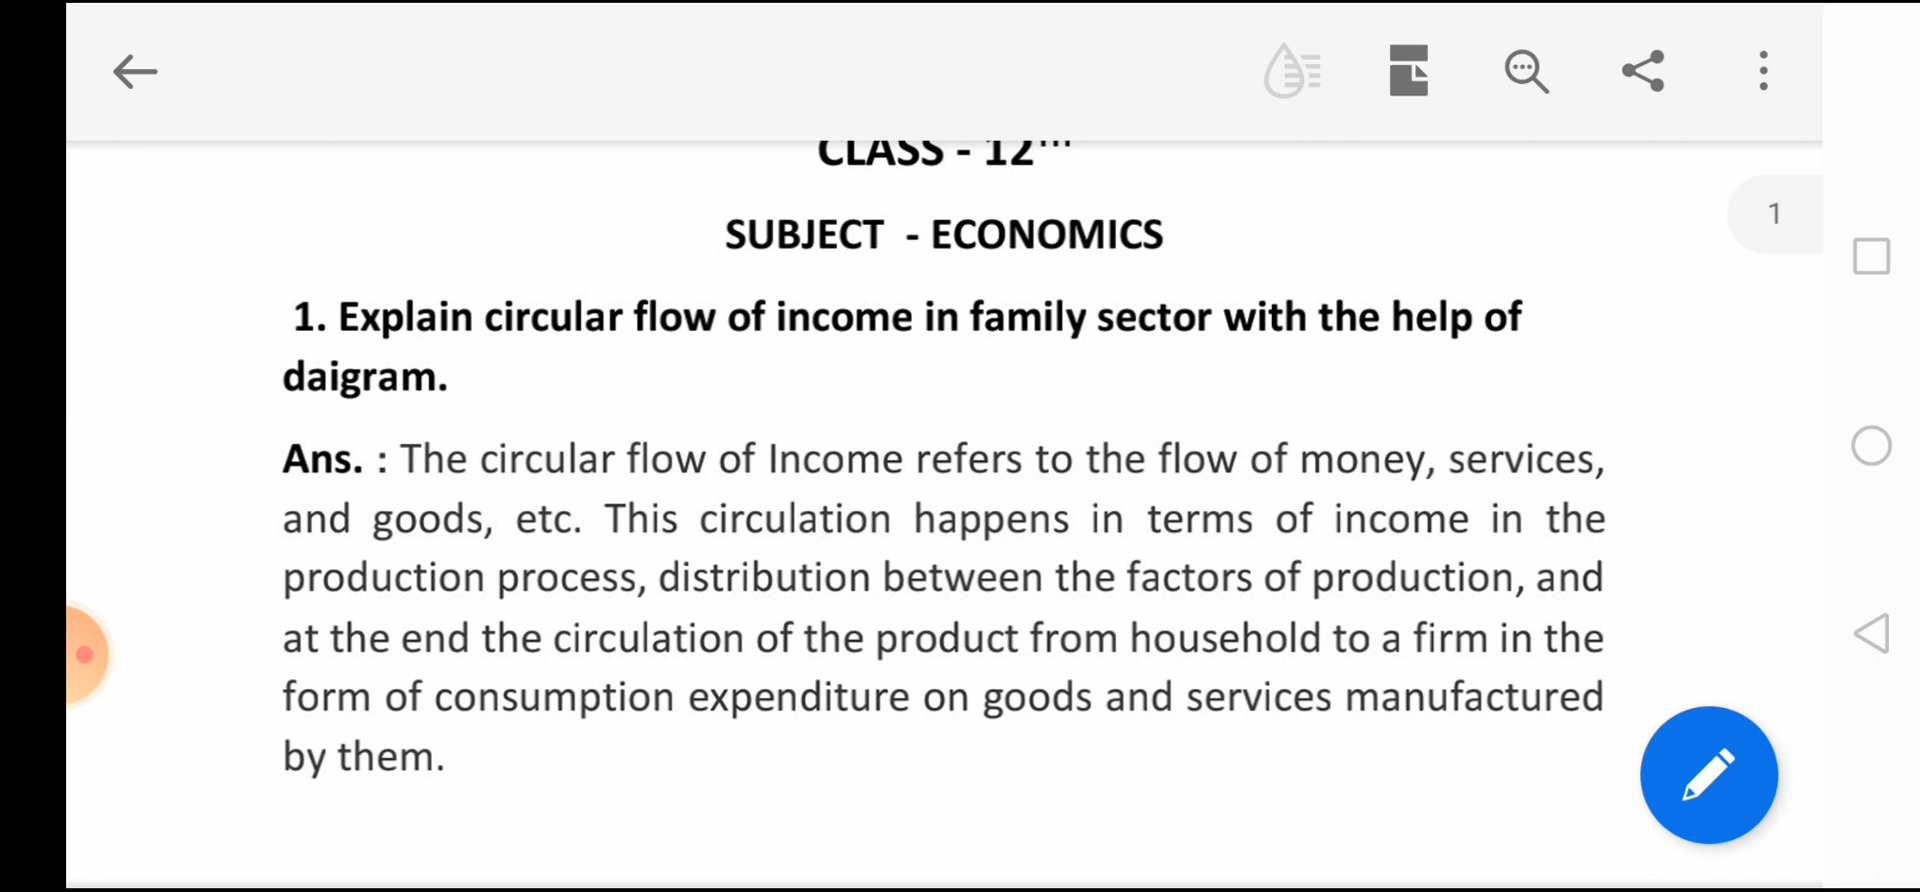 CLASS - 12th
1
SUBJECT - ECONOMICS
1. Explain circular flow of income in family sector with the help of
daigram.
Ans. : The circular flow of Income refers to the flow of money, services,
and goods, etc. This circulation happens in terms of income in the
production process, distribution between the factors of production, and
at the end the circulation of the product from household to a firm in the
form of consumption expenditure on goods and services manufactured
by them.